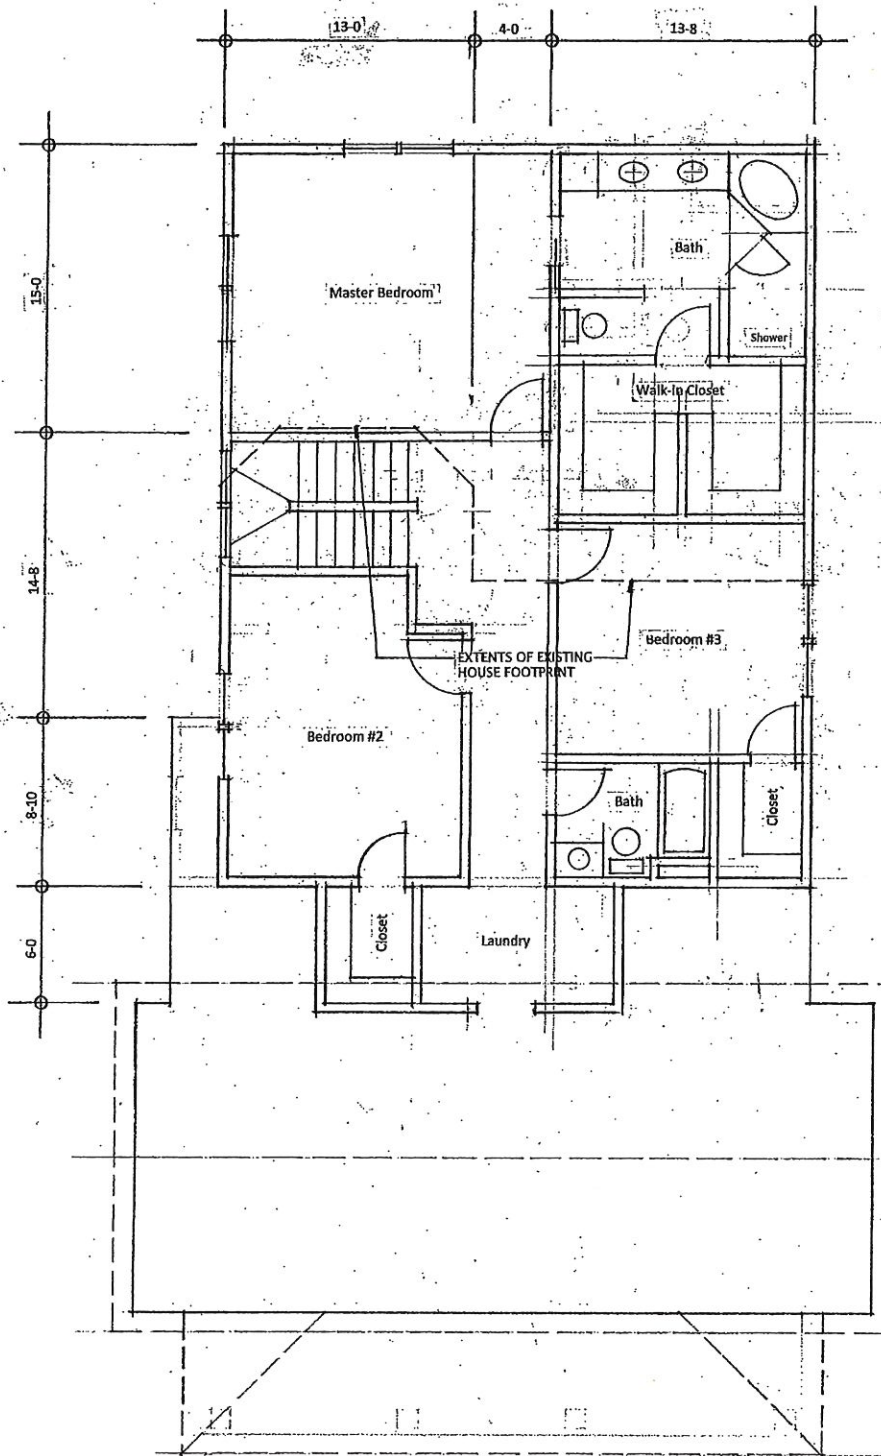 13-0
4-0
13-8
15-0
Master Bedroom
Bath
Shower
Walk-In Closet
14-8
Bedroom #3
EXTENTS OF EXISTING
HOUSE FOOTPRINT
Bedroom #2
8-10
Bath
Closet
Closet
Laundry
6-0